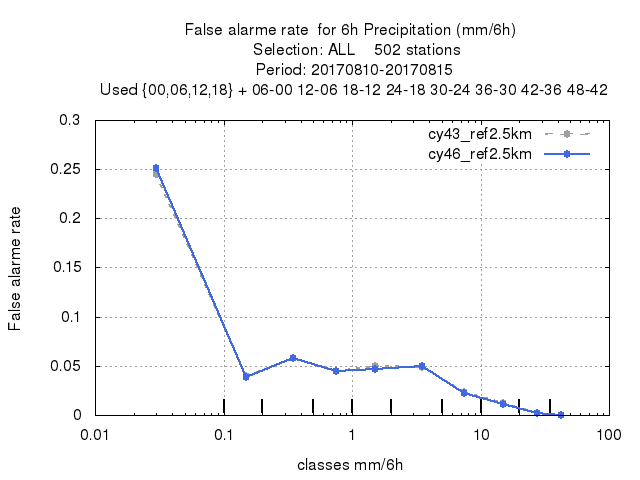 False alarme rate  for 6h Precipitation (mm/6h)
Selection: ALL    502 stations
Period: 20170810-20170815
Used {00,06,12,18} + 06-00 12-06 18-12 24-18 30-24 36-30 42-36 48-42
cy43_ref2.5km
cy46_ref2.5km
0.3
0.25
0.2
0.15
0.1
0.05
0
False alarme rate
0.01
0.1
1
10
100
classes mm/6h